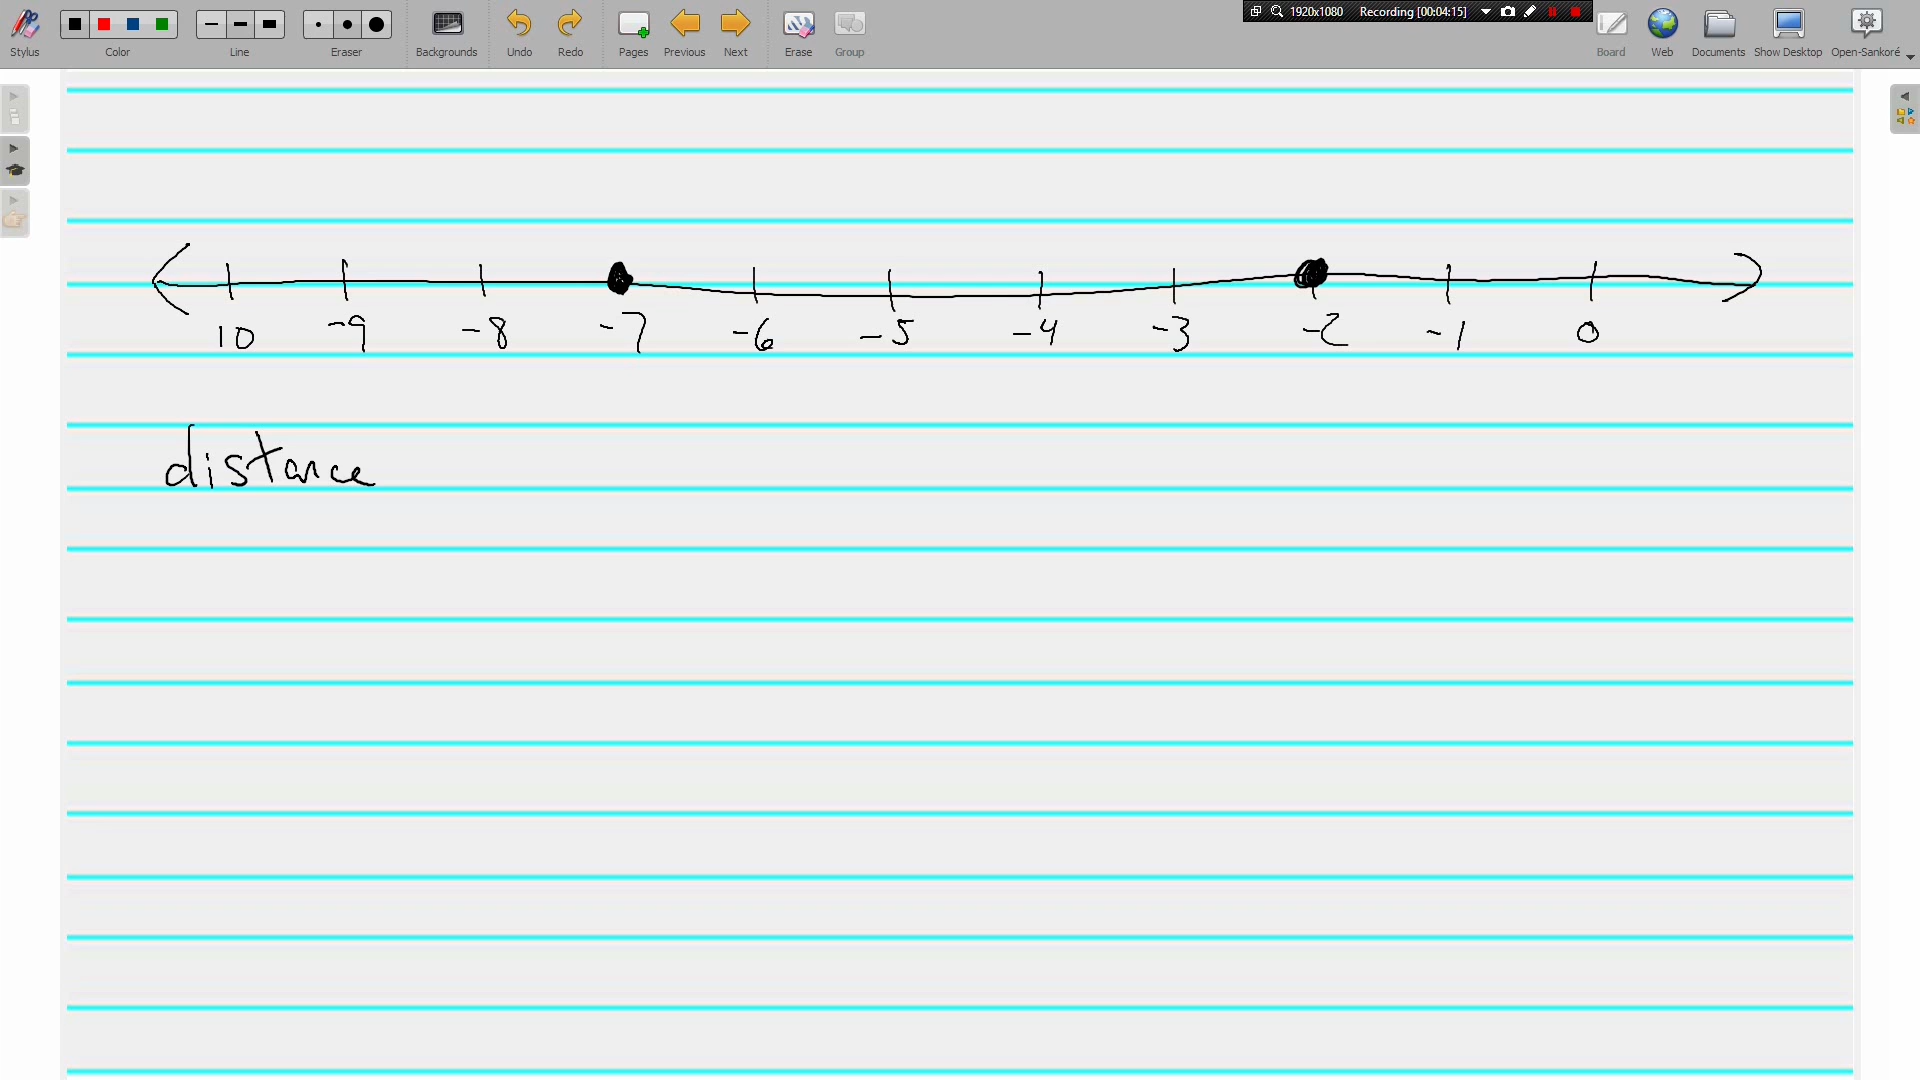 1920x1080 Recording [00:04:15]
Stylus Color Line Eraser Backgrounds Undo Redo Pages Previous Next Erase Group Board Web Documents Show Desktop Open-Sankoré
10 -9 -8 -7 -6 -5 -4 -3 -2 -1 0
distance